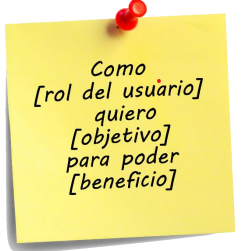 Como
[rol del usuario]
quiero
[objetivo]
para poder
[beneficio]